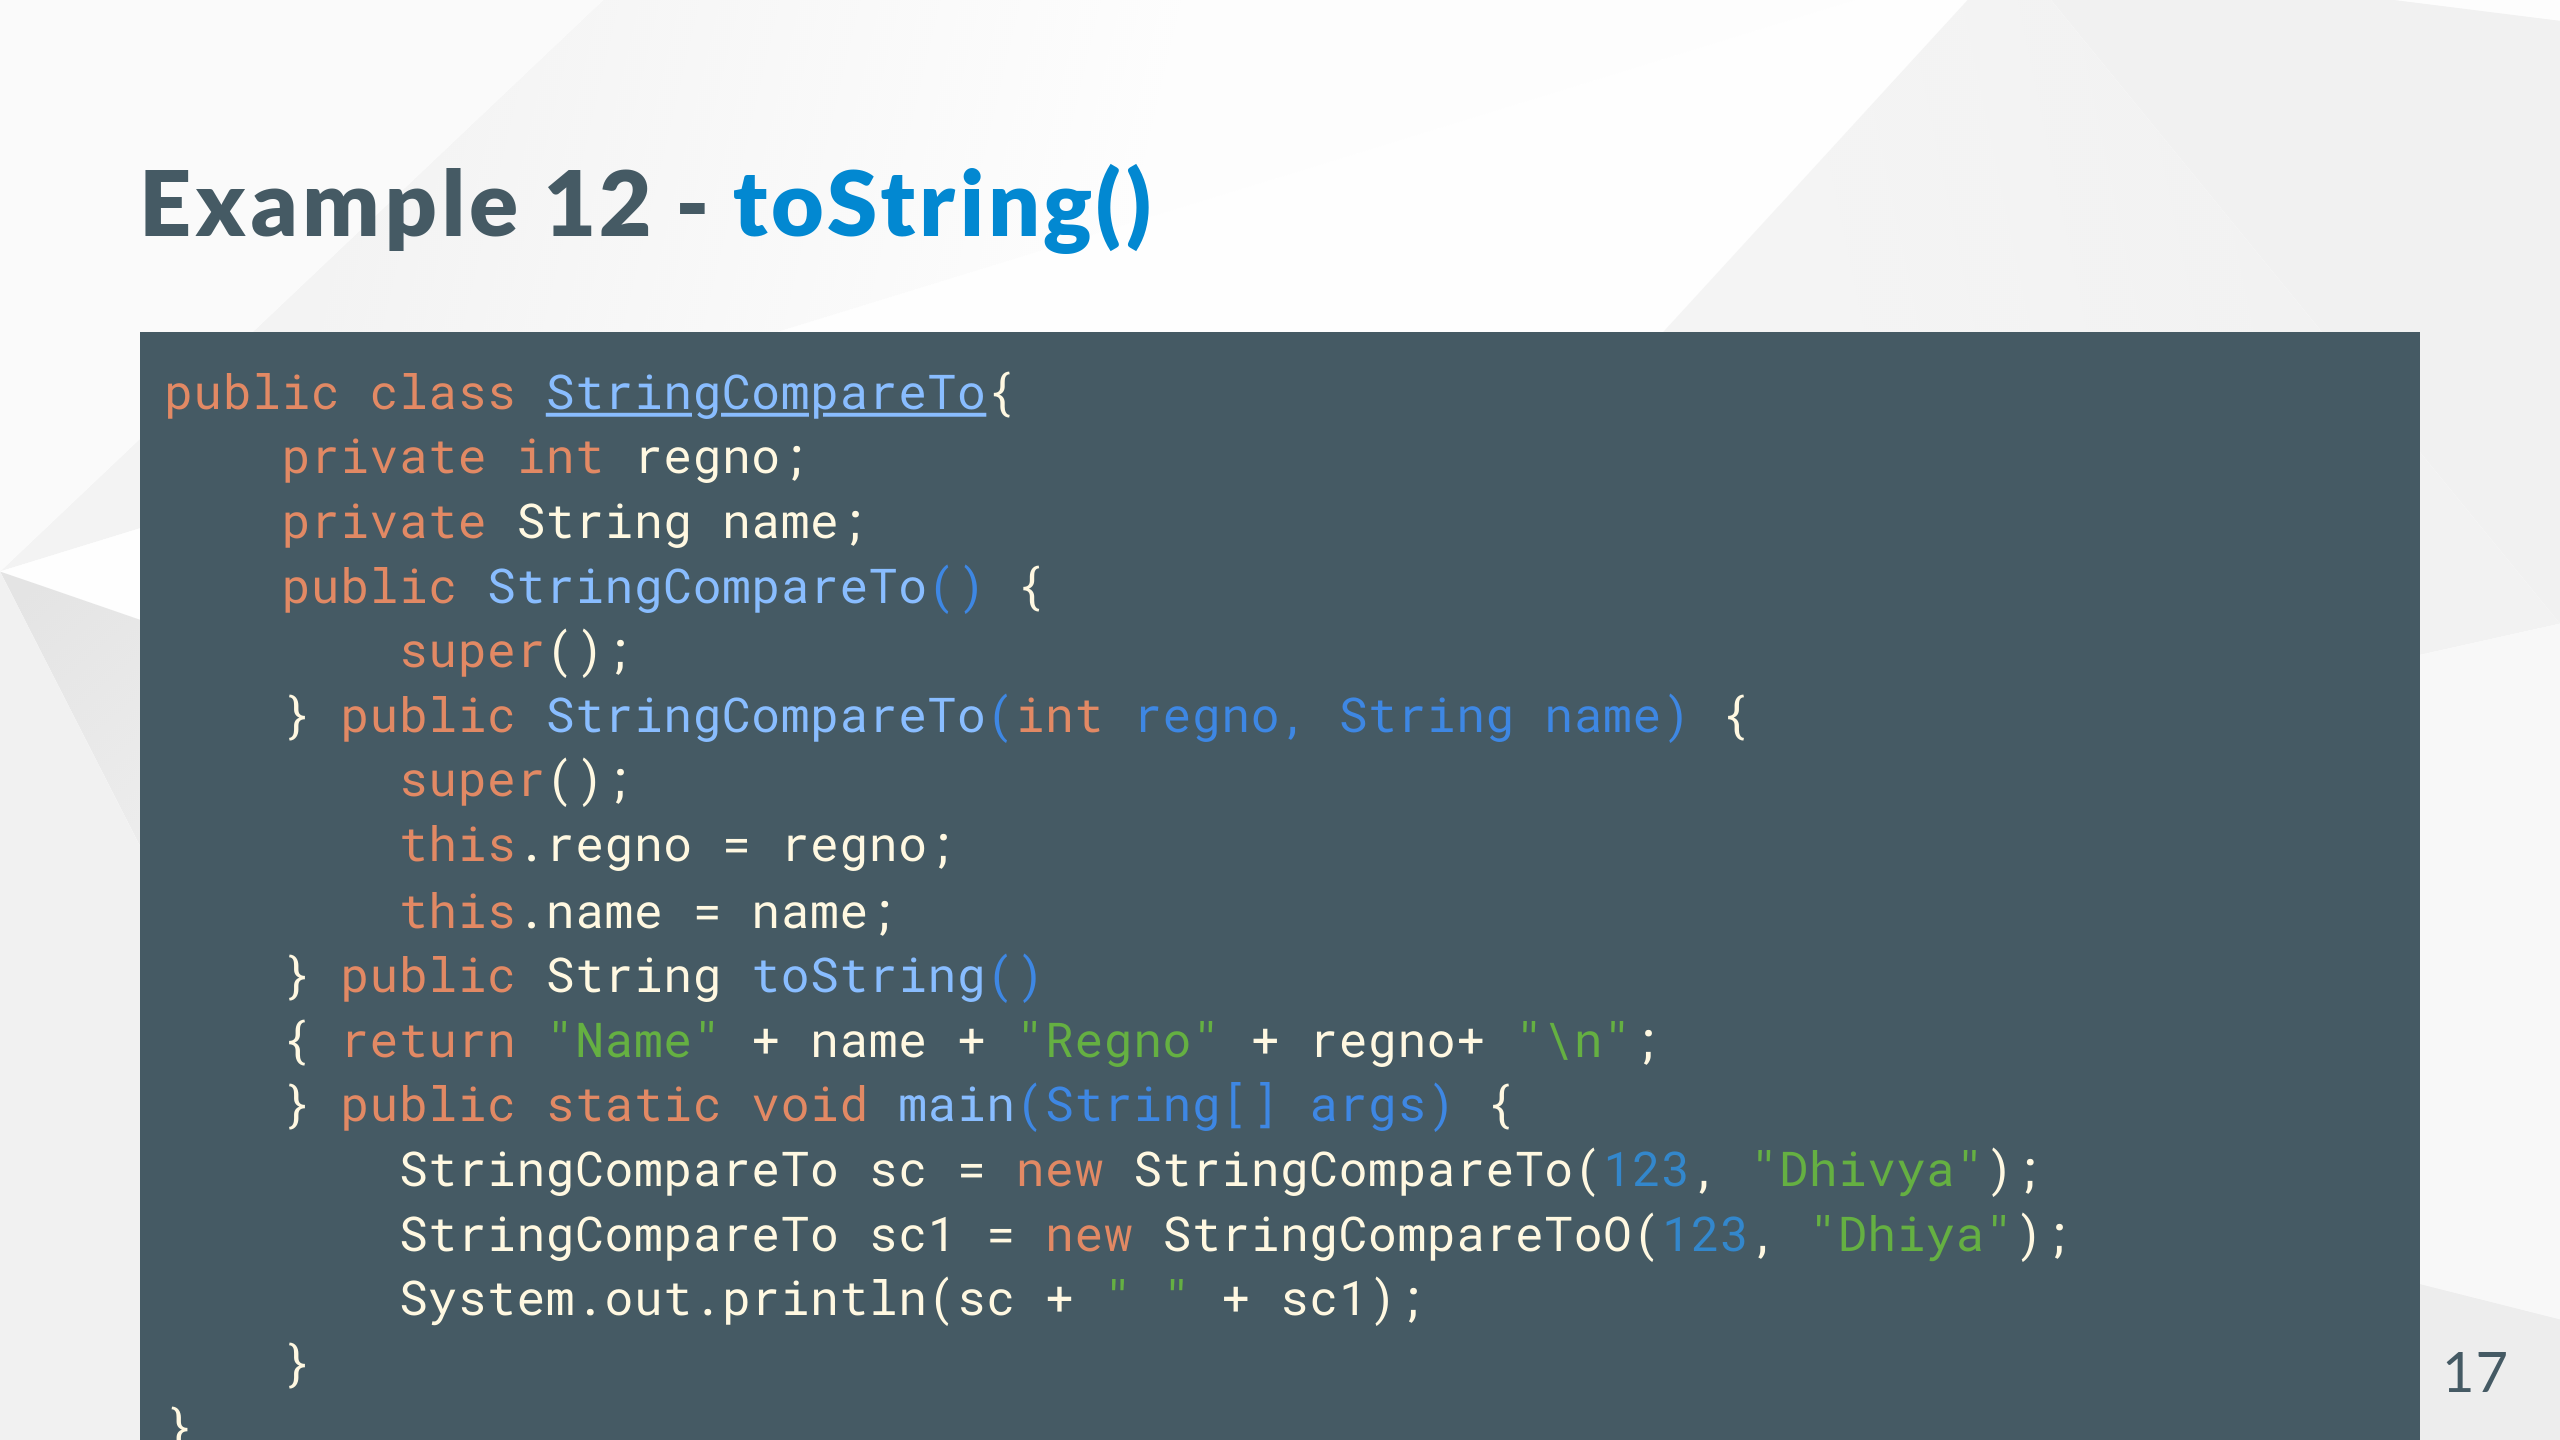 Example 12 - toString()
public class StringCompareTo{
    private int regno;
    private String name;
    public StringCompareTo() {
        super();
    } public StringCompareTo(int regno, String name) {
        super();
        this.regno = regno;
        this.name = name;
    } public String toString()
    { return "Name" + name + "Regno" + regno+ "\n";
    } public static void main(String[] args) {
        StringCompareTo sc = new StringCompareTo(123, "Dhivya");
        StringCompareTo sc1 = new StringCompareToO(123, "Dhiya");
        System.out.println(sc + " " + sc1);
    }
}
17